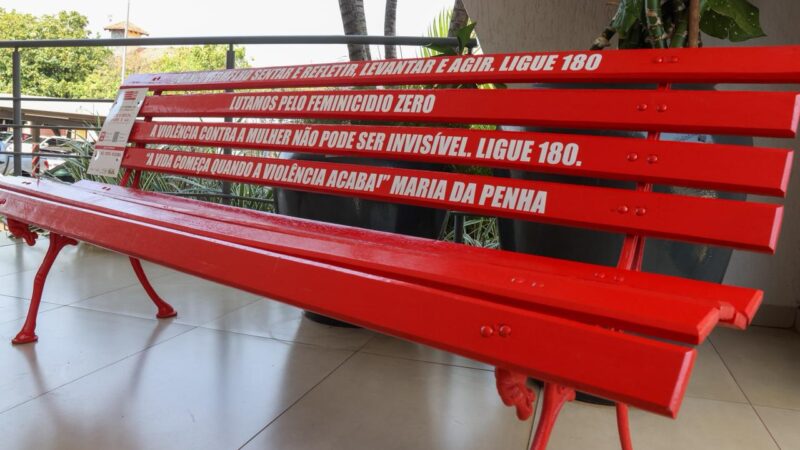 SENTAR E REFLETIR, LEVANTAR E AGIR. LIGUE 180
LUTAMOS PELO FEMINICIDIO ZERO
A VIOLÊNCIA CONTRA A MULHER NÃO PODE SER INVISÍVEL. LIGUE 180.
"A VIDA COMEÇA QUANDO A VIOLÊNCIA ACABA!" MARIA DA PENHA